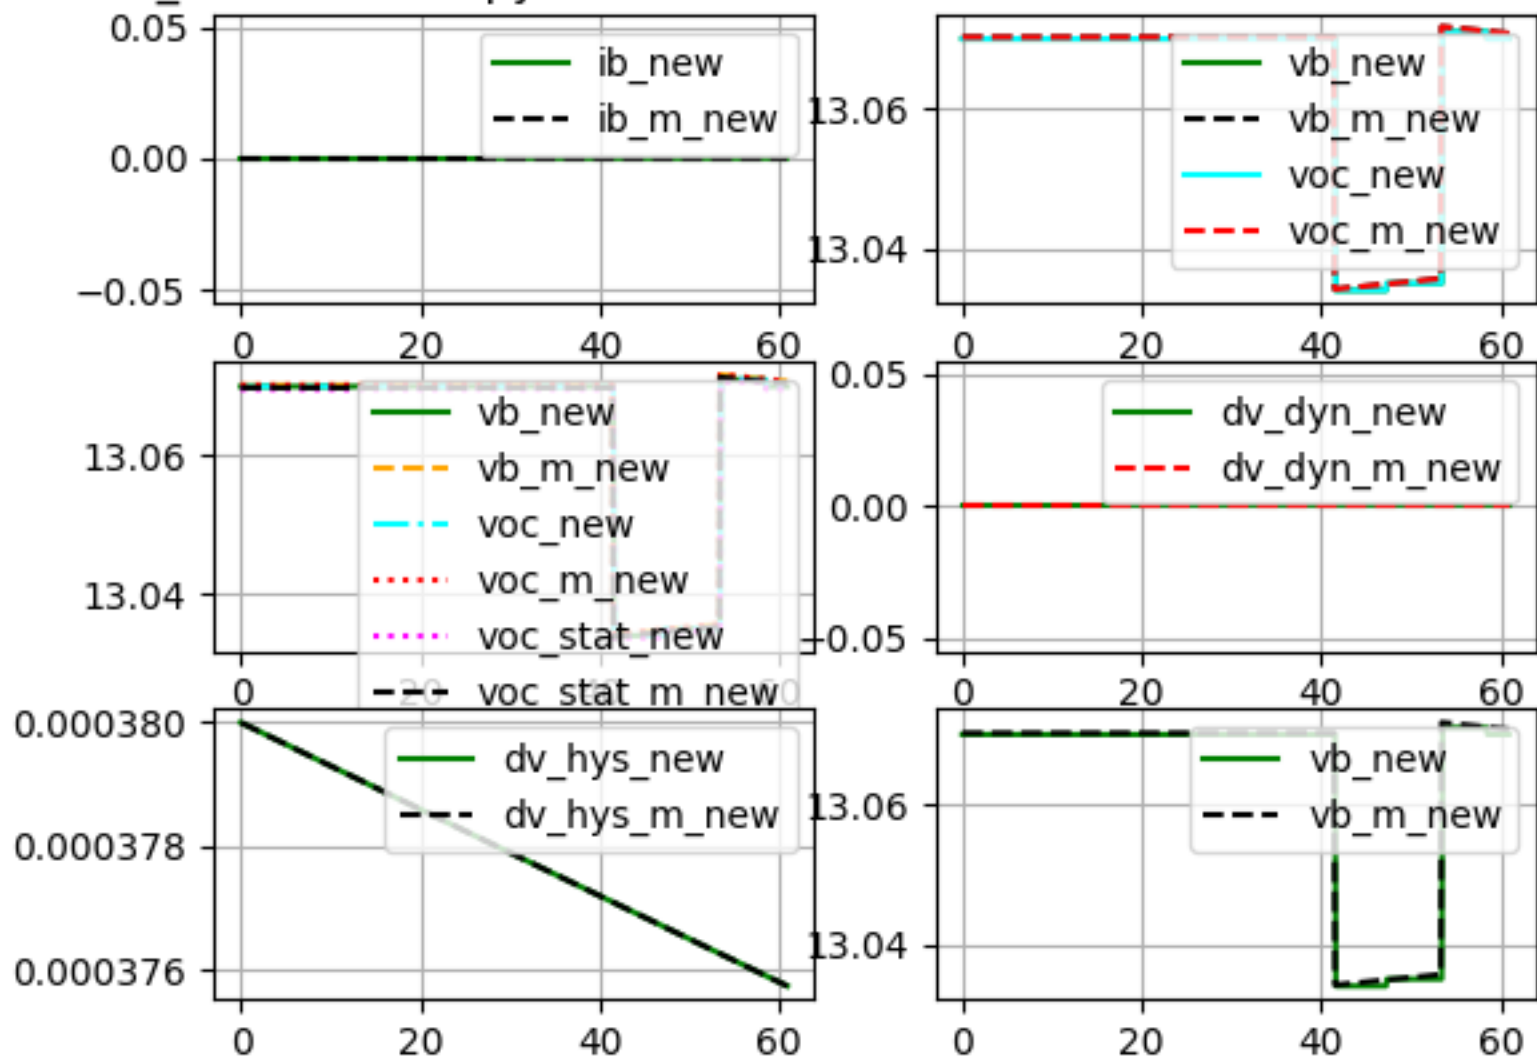 0.05
0.00
−0.05
ib_new
ib_m_new
0 20 40 60
13.06
13.04
vb_new
vb_m_new
voc_new
voc_m_new
0 20 40 60
13.06
13.04
vb_new
vb_m_new
voc_new
voc_m_new
voc_stat_new
voc_stat_m_new
0 20 40 60
0.05
0.00
−0.05
dv_dyn_new
dv_dyn_m_new
0 20 40 60
0.000380
0.000378
0.000376
dv_hys_new
dv_hys_m_new
0 20 40 60
13.06
13.04
vb_new
vb_m_new
0 20 40 60